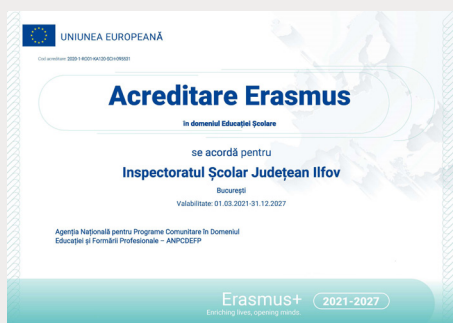 UNIUNEA EUROPEANĂ
Cod acreditare:
Acreditare Erasmus
în domeniul Educației Școlare
se acordă pentru
Inspectoratul Școlar Județean Ilfov
București
Valabilitate: 01.03.2021-31.12.2027
Agenția Națională pentru Programe Comunitare în Domeniul
Educației și Formării Profesionale – ANPCDEFP
Erasmus+ 2021-2027
Enriching lives, opening minds.